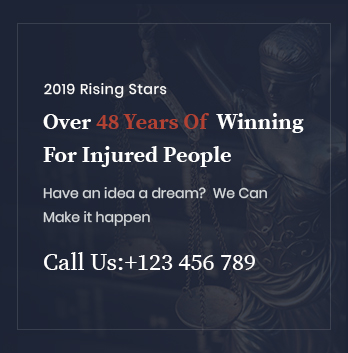 2019 Rising Stars
Over 48 Years Of Winning
For Injured People
Have an idea a dream? We Can
Make it happen
Call Us:+123 456 789